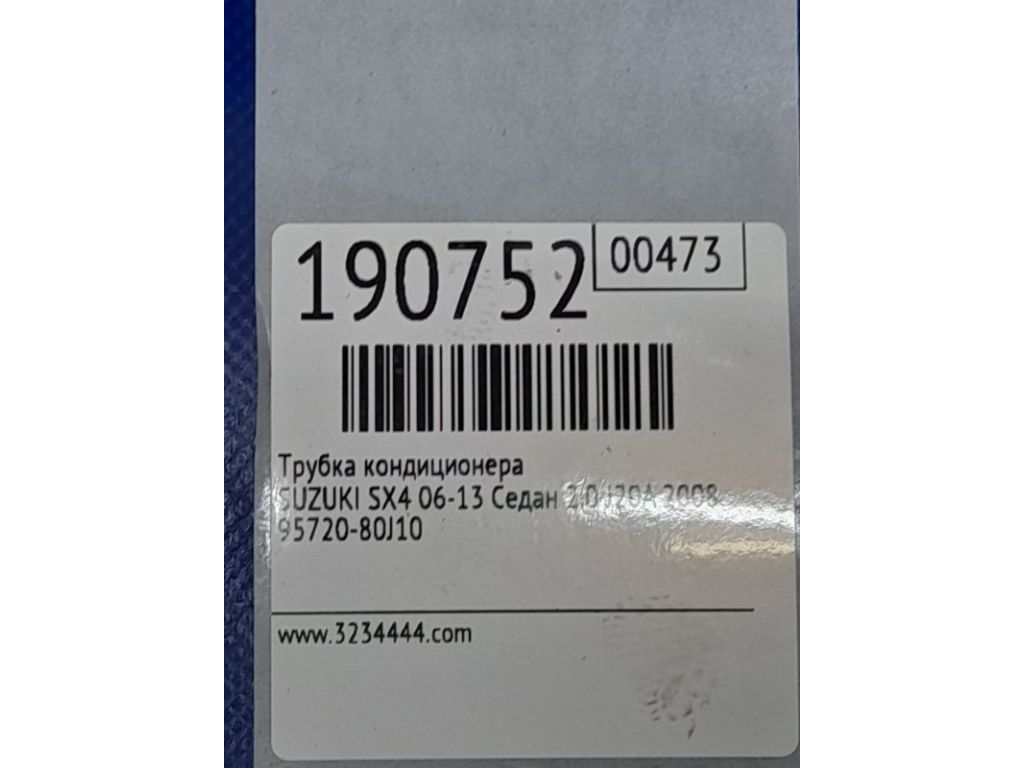 190752
00473
Трубка кондиционера
SUZUKI SX4 06-13 Седан 2.0 J20A 2008
95720-80J10
www.3234444.com